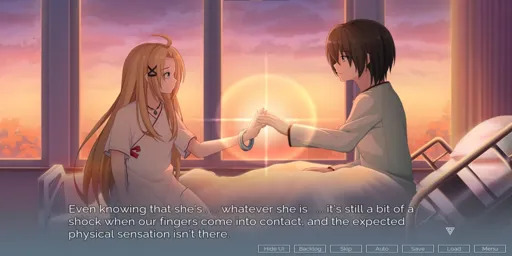 Even knowing that she's . . . whatever she is . . . it's still a bit of a
shock when our fingers come into contact, and the expected
physical sensation isn't there.
Hide UI Backlog Skip Auto Save Load Menu